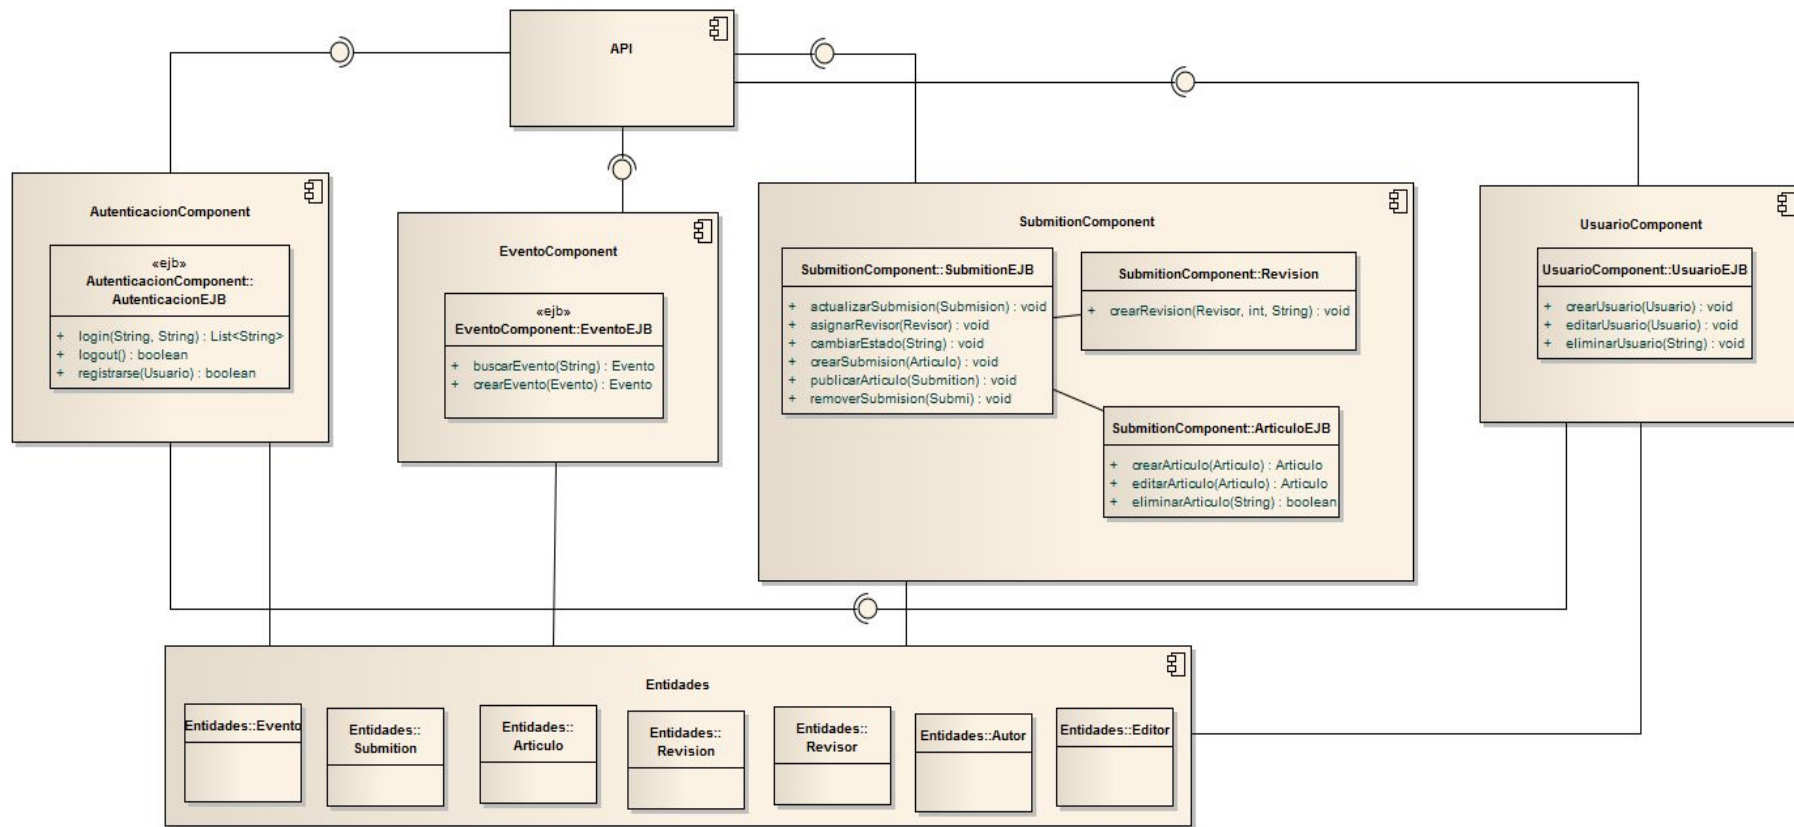 API
AutenticacionComponent
«ejb»
AutenticacionComponent::
AutenticacionEJB
+ login(String, String) : List<String>
+ logout() : boolean
+ registrarse(Usuario) : boolean
EventoComponent
«ejb»
EventoComponent::EventoEJB
+ buscarEvento(String) : Evento
+ crearEvento(Evento) : Evento
SubmitionComponent
SubmitionComponent::SubmitionEJB
+ actualizarSubmision(Submision) : void
+ asignarRevisor(Revisor) : void
+ cambiarEstado(String) : void
+ crearSubmision(Articulo) : void
+ publicarArticulo(Submition) : void
+ removerSubmision(Submi) : void
SubmitionComponent::Revision
+ crearRevision(Revisor, int, String) : void
SubmitionComponent::ArticuloEJB
+ crearArticulo(Articulo) : Articulo
+ editarArticulo(Articulo) : Articulo
+ eliminarArticulo(String) : boolean
UsuarioComponent
UsuarioComponent::UsuarioEJB
+ crearUsuario(Usuario) : void
+ editarUsuario(Usuario) : void
+ eliminarUsuario(String) : void
Entidades
Entidades::Evento
Entidades::
Submition
Entidades::
Articulo
Entidades::
Revision
Entidades::
Revisor
Entidades::Autor
Entidades::Editor